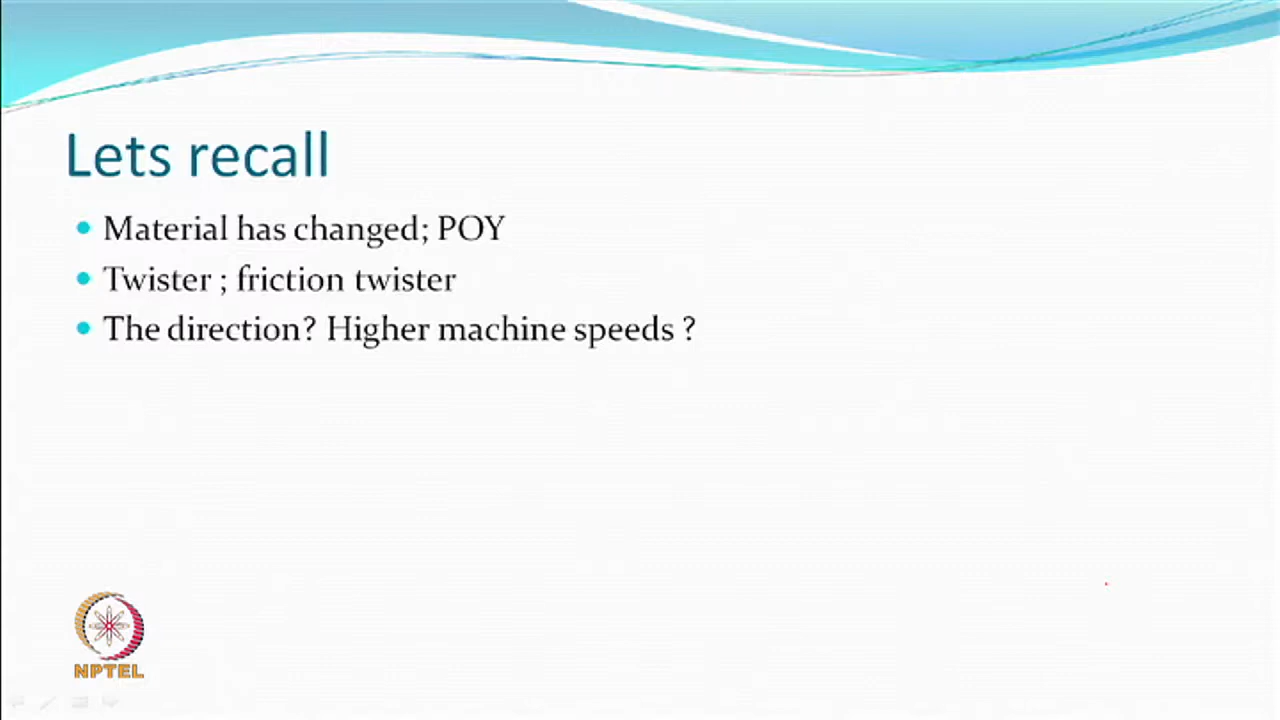 Lets recall
Material has changed; POY
Twister ; friction twister
The direction? Higher machine speeds ?
NPTEL